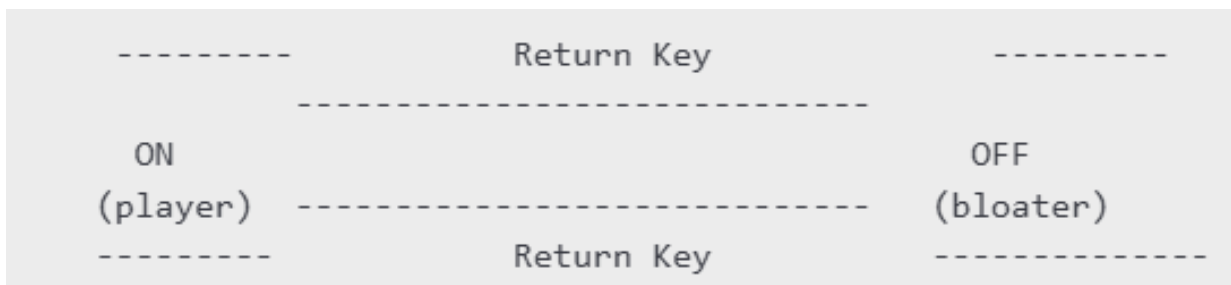 --------- Return Key ---------
-----------------------------
ON OFF
(player) ----------------------------- (bloater)
--------- Return Key --------------